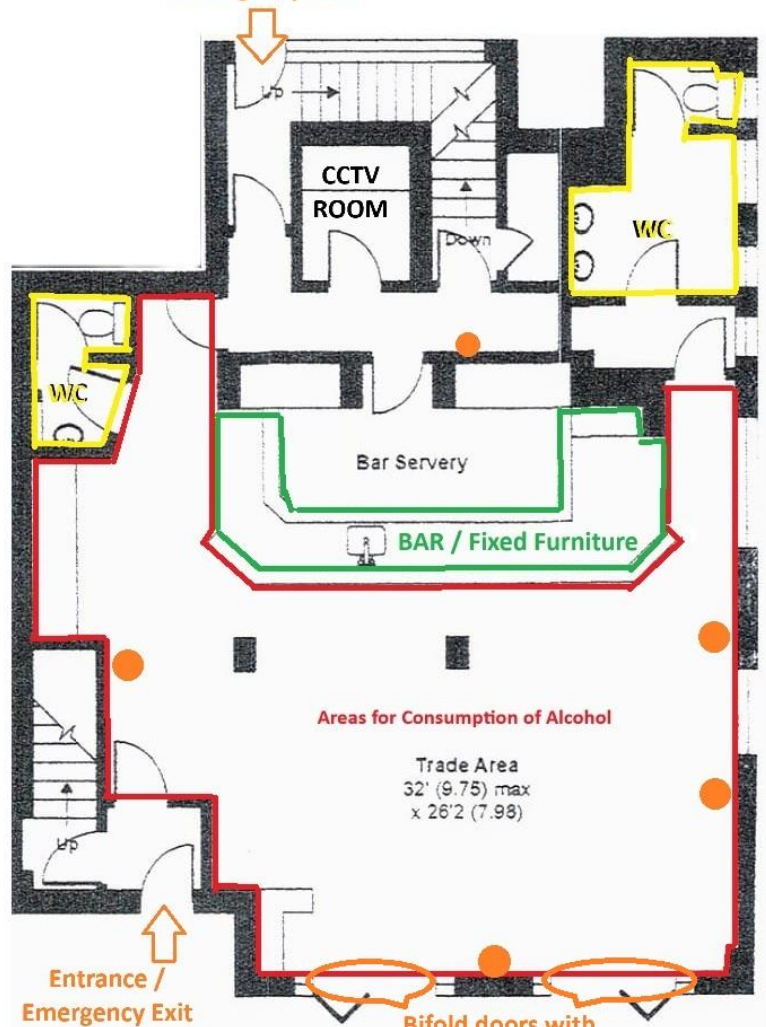 Up
CCTV
ROOM
Down
WC
WC
Bar Servery
BAR / Fixed Furniture
Areas for Consumption of Alcohol
Trade Area
32' (9.75) max
x 26'2 (7.98)
Up
Entrance /
Emergency Exit
Bifold doors with